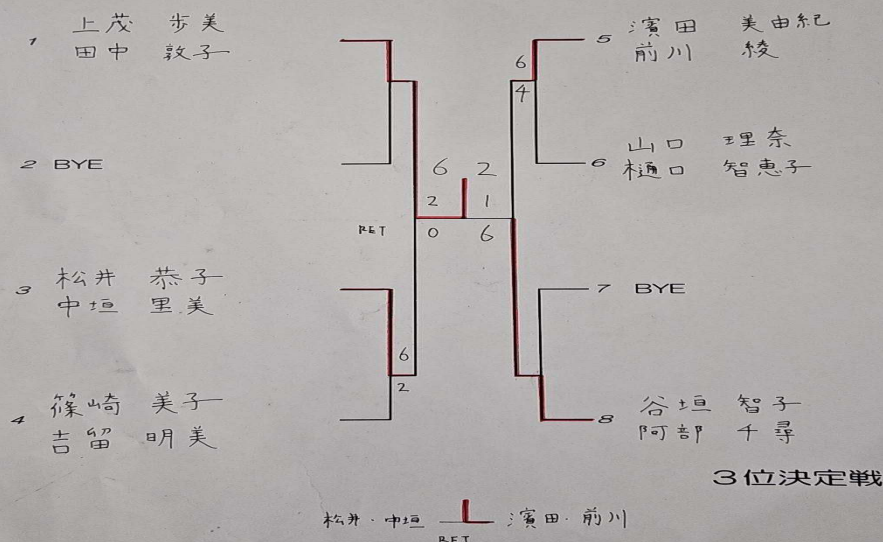 1 上茂 歩美
田中 敦子
2 BYE
3 松井 恭子
中垣 里美
4 篠崎 美子
吉留 明美
6
2
6 2
2 1
RET 0 6
6
4
5 濱田 美由紀
前川 綾
6 山口 理奈
樋口 智恵子
7 BYE
8 谷垣 智子
阿部 千尋
3位決定戦
松井・中垣 濱田・前川
RET